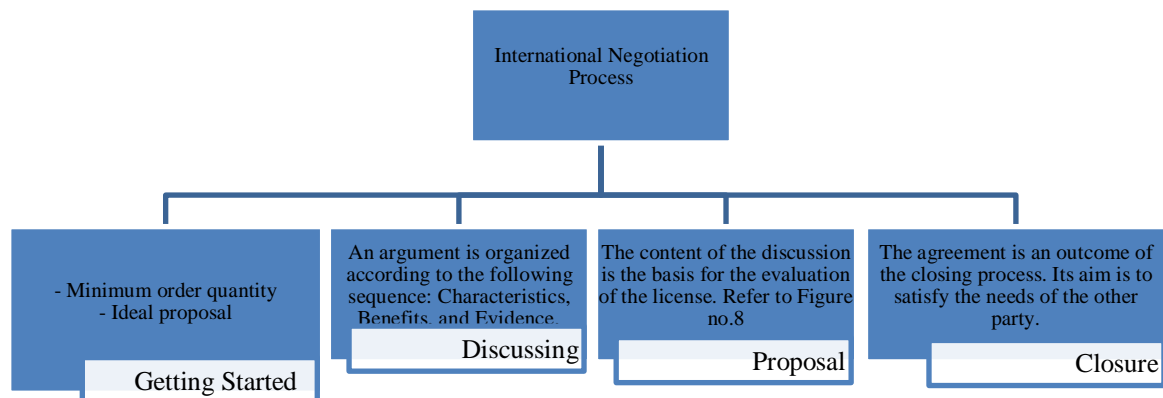 International Negotiation
Process
- Minimum order quantity
- Ideal proposal
Getting Started
An argument is organized
according to the following
sequence: Characteristics,
Benefits, and Evidence.
Discussing
The content of the discussion
is the basis for the evaluation
of the license. Refer to Figure
no.8
Proposal
The agreement is an outcome of
the closing process. Its aim is to
satisfy the needs of the other
party.
Closure